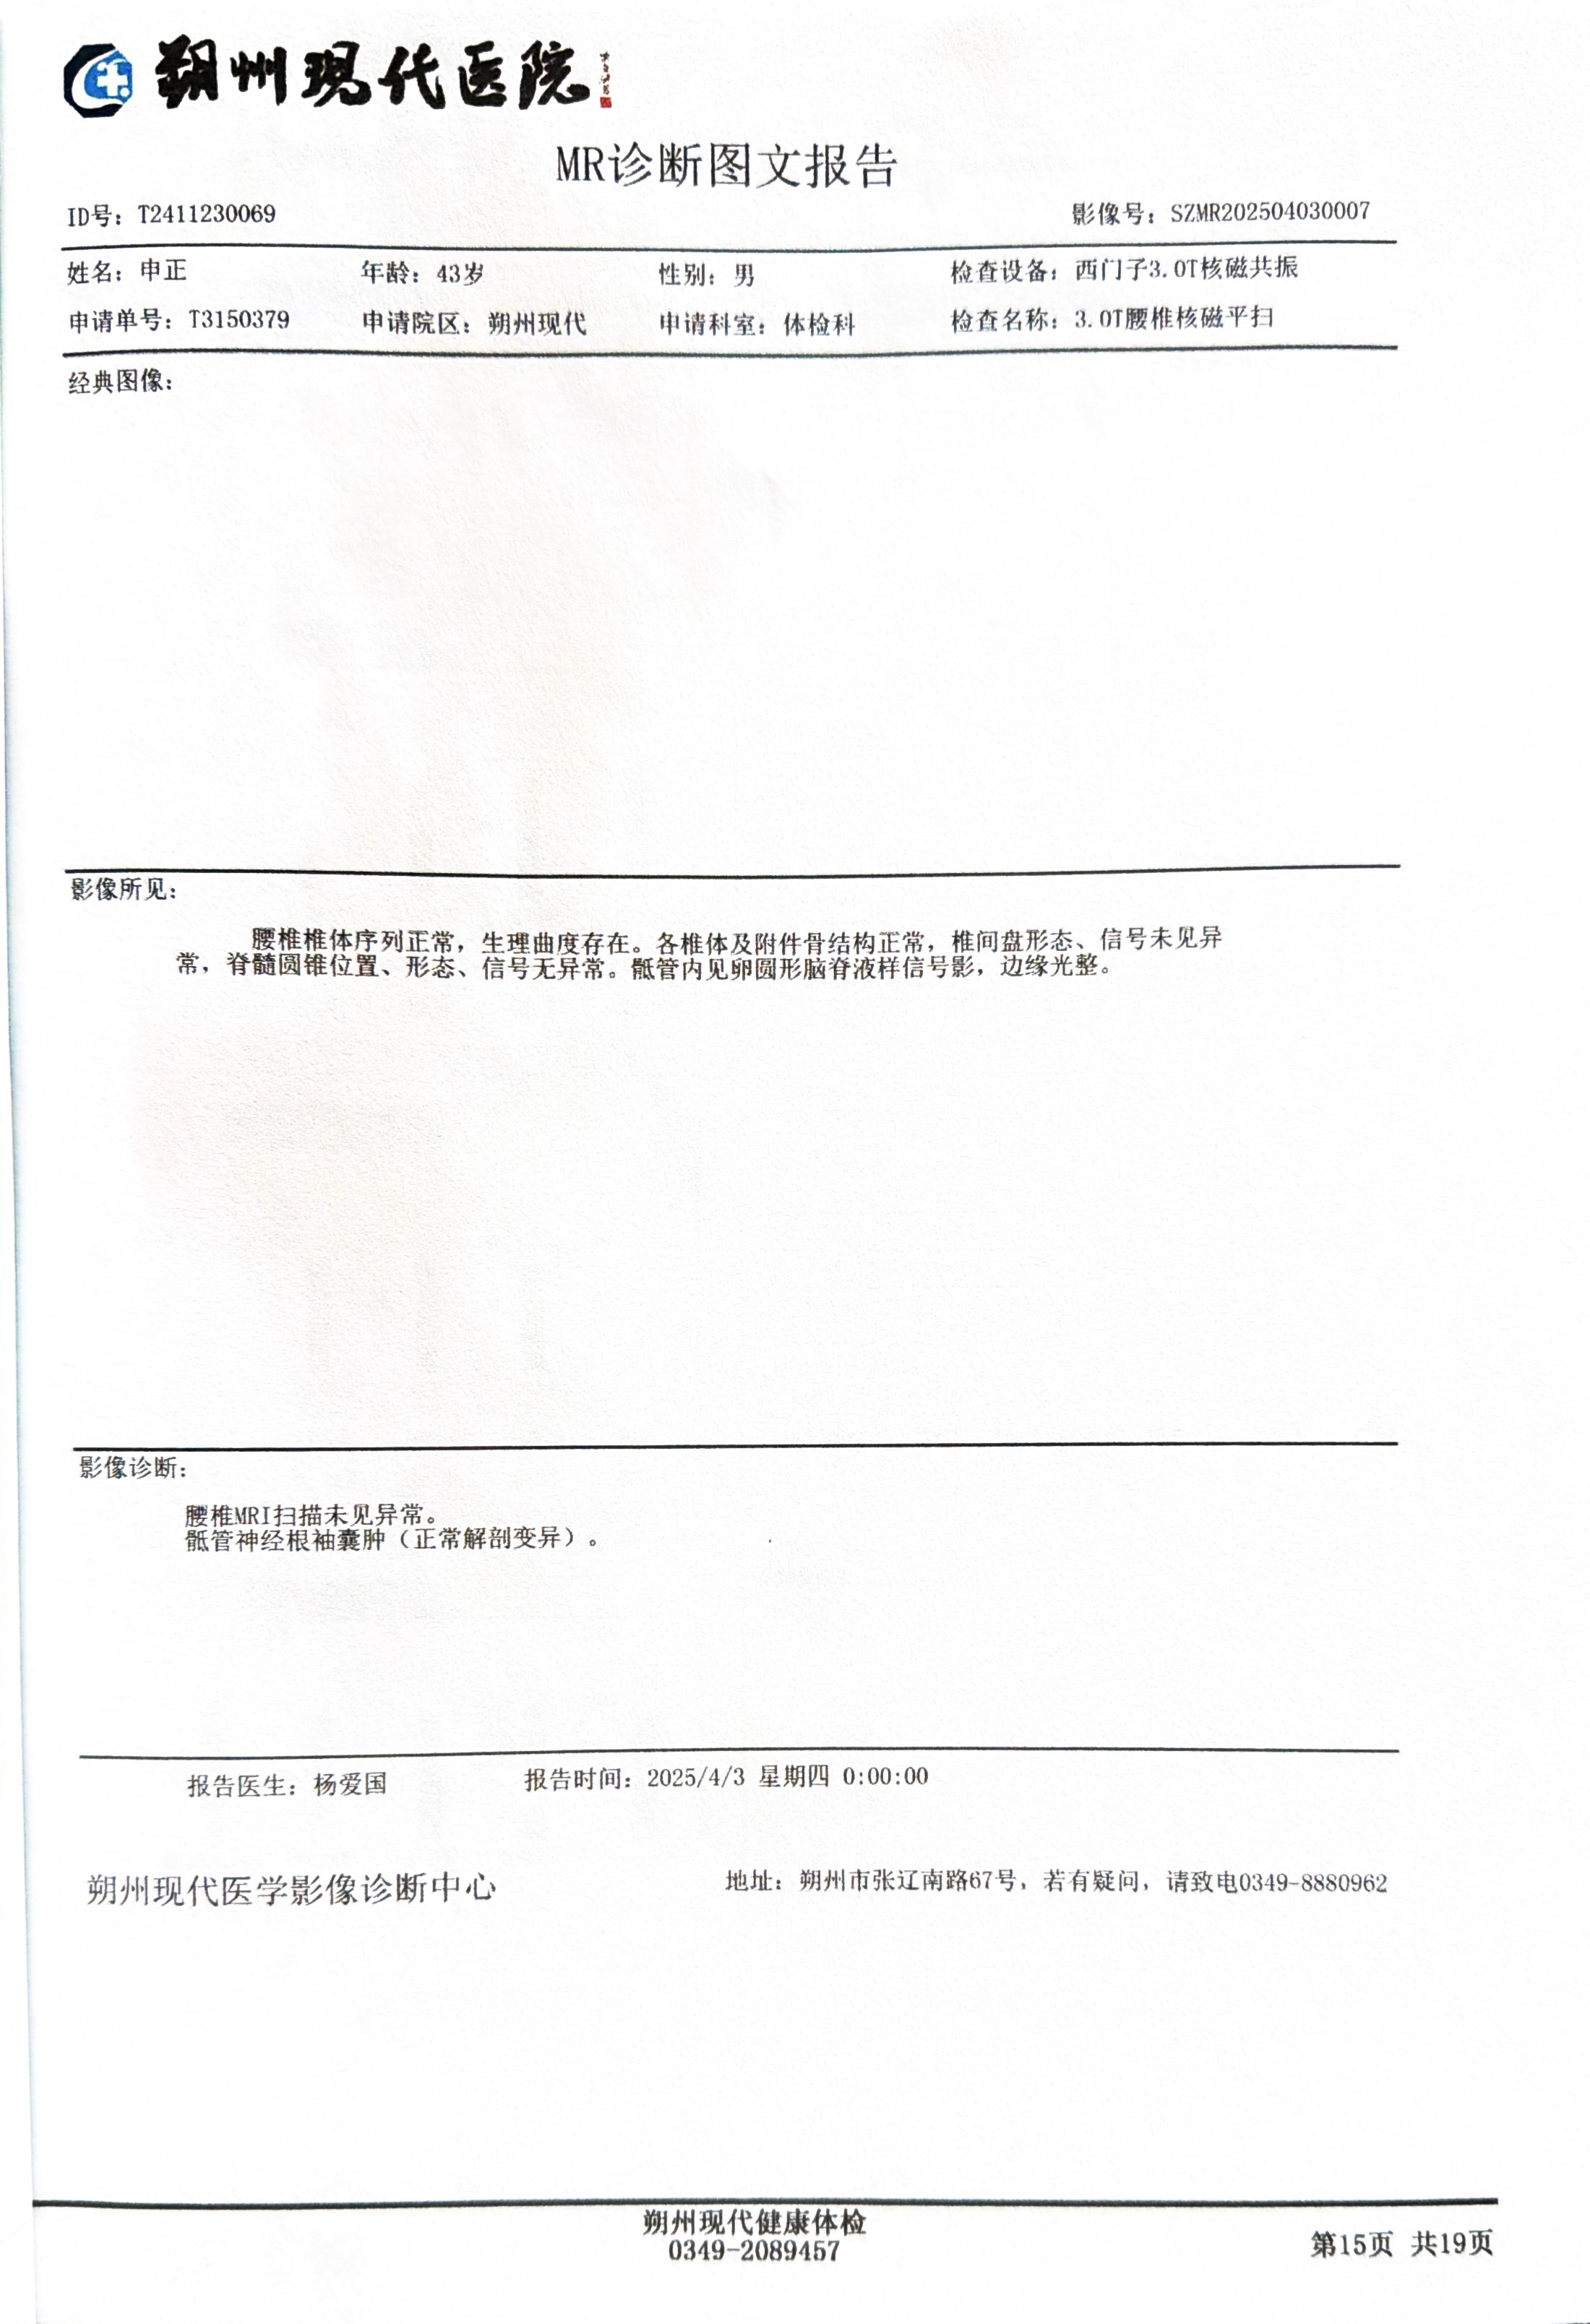 朔州现代医院
MR诊断图文报告
ID号：T2411230069 影像号：SZMR202504030007
姓名：申正 年龄：43岁 性别：男 检查设备：西门子3.0T核磁共振
申请单号：T3150379 申请院区：朔州现代 申请科室：体检科 检查名称：3.0T腰椎核磁平扫
经典图像：
影像所见：
腰椎椎体序列正常，生理曲度存在。各椎体及附件骨结构正常，椎间盘形态、信号未见异
常，脊髓圆锥位置、形态、信号无异常。骶管内见卵圆形脑脊液样信号影，边缘光整。
影像诊断：
腰椎MRI扫描未见异常。
骶管神经根袖囊肿（正常解剖变异）。
报告医生：杨爱国 报告时间：2025/4/3 星期四 0:00:00
朔州现代医学影像诊断中心 地址：朔州市张辽南路67号，若有疑问，请致电0349-8880962
朔州现代健康体检
0349-2089457
第15页 共19页